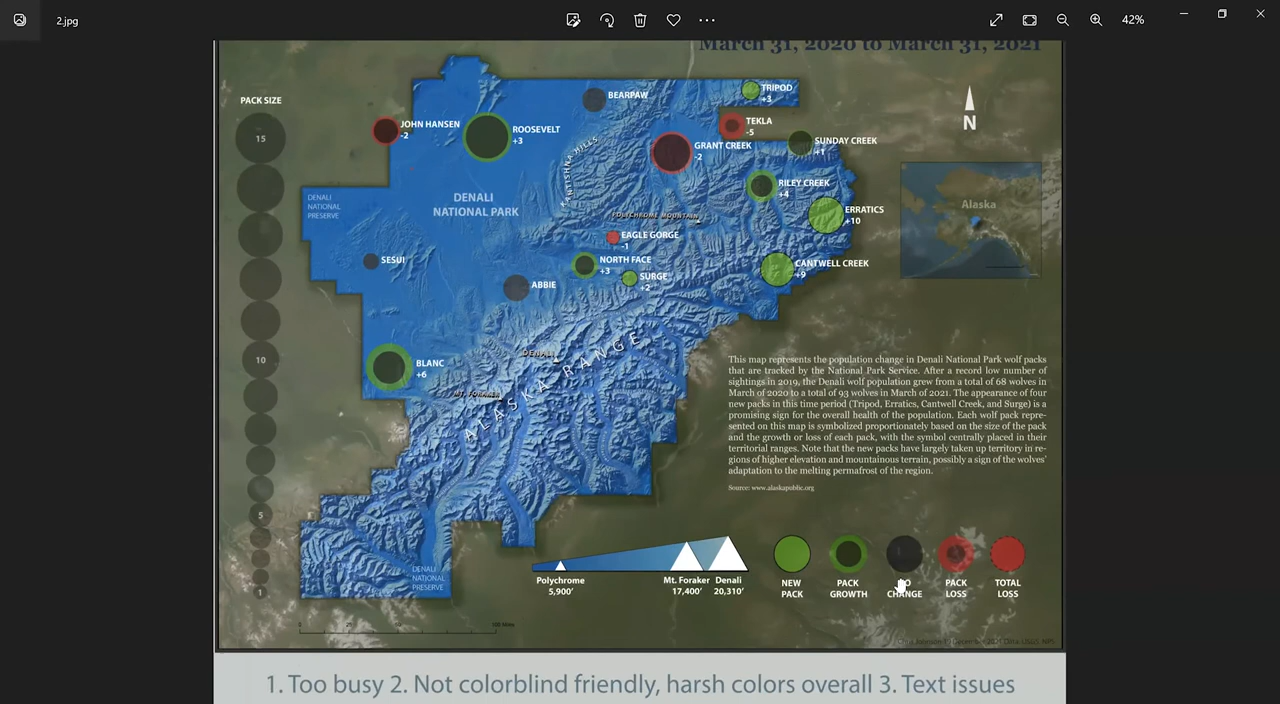 2.jpg
42%
March 31, 2020 to March 31, 2021
PACK SIZE
15
10
5
1
BEARPAW
TRIPOD
+3
JOHN HANSEN
-2
ROOSEVELT
+3
TEKLA
-5
GRANT CREEK
-2
SUNDAY CREEK
+1
N
KANTISHNA HILLS
RILEY CREEK
+4
DENALI
NATIONAL
PRESERVE
DENALI
NATIONAL PARK
POLYCHROME MOUNTAIN
ERRATICS
+10
Alaska
EAGLE GORGE
-1
SESUI
NORTH FACE
+3
CANTWELL CREEK
+9
SURGE
+2
ABBIE
DENALI
BLANC
+6
MT. FORAKER
ALASKA RANGE
This map represents the population change in Denali National Park wolf packs
that are tracked by the National Park Service. After a record low number of
sightings in 2019, the Denali wolf population grew from a total of 68 wolves in
March of 2020 to a total of 93 wolves in March of 2021. The appearance of four
new packs in this time period (Tripod, Erratics, Cantwell Creek, and Surge) is a
promising sign for the overall health of the population. Each wolf pack repre-
sented on this map is symbolized proportionately based on the size of the pack
and the growth or loss of each pack, with the symbol centrally placed in their
territorial ranges. Note that the new packs have largely taken up territory in re-
gions of higher elevation and mountainous terrain, possibly a sign of the wolves'
adaptation to the melting permafrost of the region.
Source: www.alaskapublic.org
DENALI
NATIONAL
PRESERVE
Polychrome
5,900'
Mt. Foraker
17,400'
Denali
20,310'
NEW
PACK
PACK
GROWTH
CHANGE
PACK
LOSS
TOTAL
LOSS
0 25 50 100 Miles
1. Too busy 2. Not colorblind friendly, harsh colors overall 3. Text issues